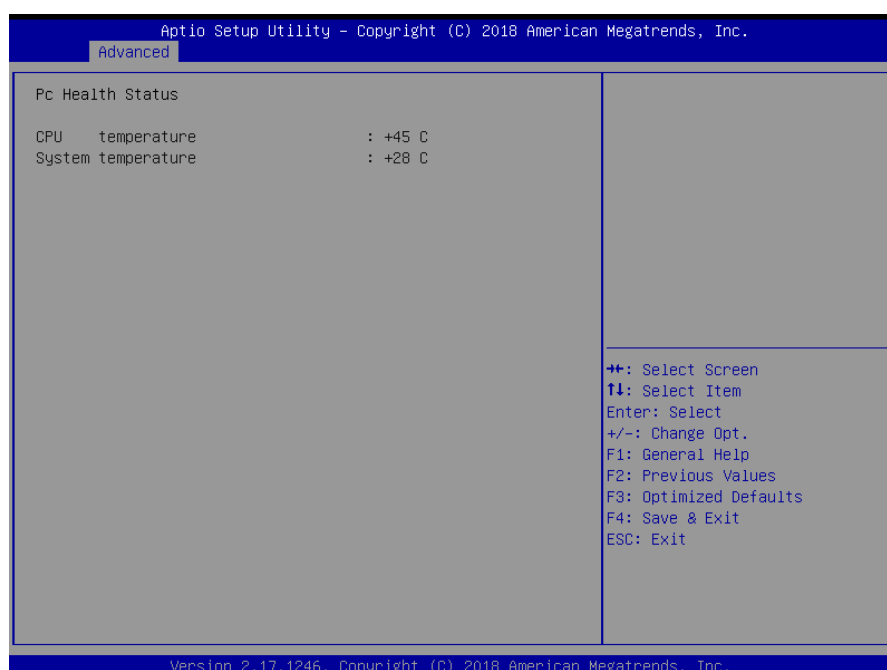 Aptio Setup Utility – Copyright (C) 2018 American Megatrends, Inc.
Advanced
Pc Health Status
CPU temperature : +45 C
System temperature : +28 C
→←: Select Screen
↑↓: Select Item
Enter: Select
+/-: Change Opt.
F1: General Help
F2: Previous Values
F3: Optimized Defaults
F4: Save & Exit
ESC: Exit
Version 2.17.1246. Copyright (C) 2018 American Megatrends, Inc.